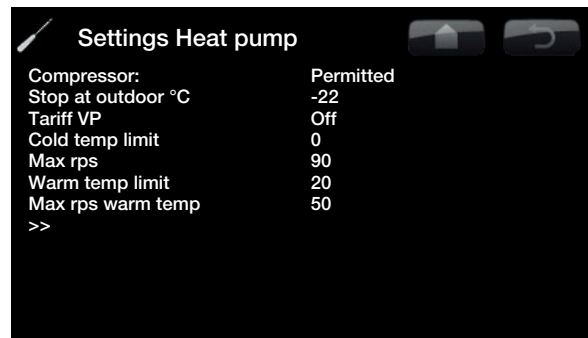 Settings Heat pump
Compressor: Permitted
Stop at outdoor °C -22
Tariff VP Off
Cold temp limit 0
Max rps 90
Warm temp limit 20
Max rps warm temp 50
>>